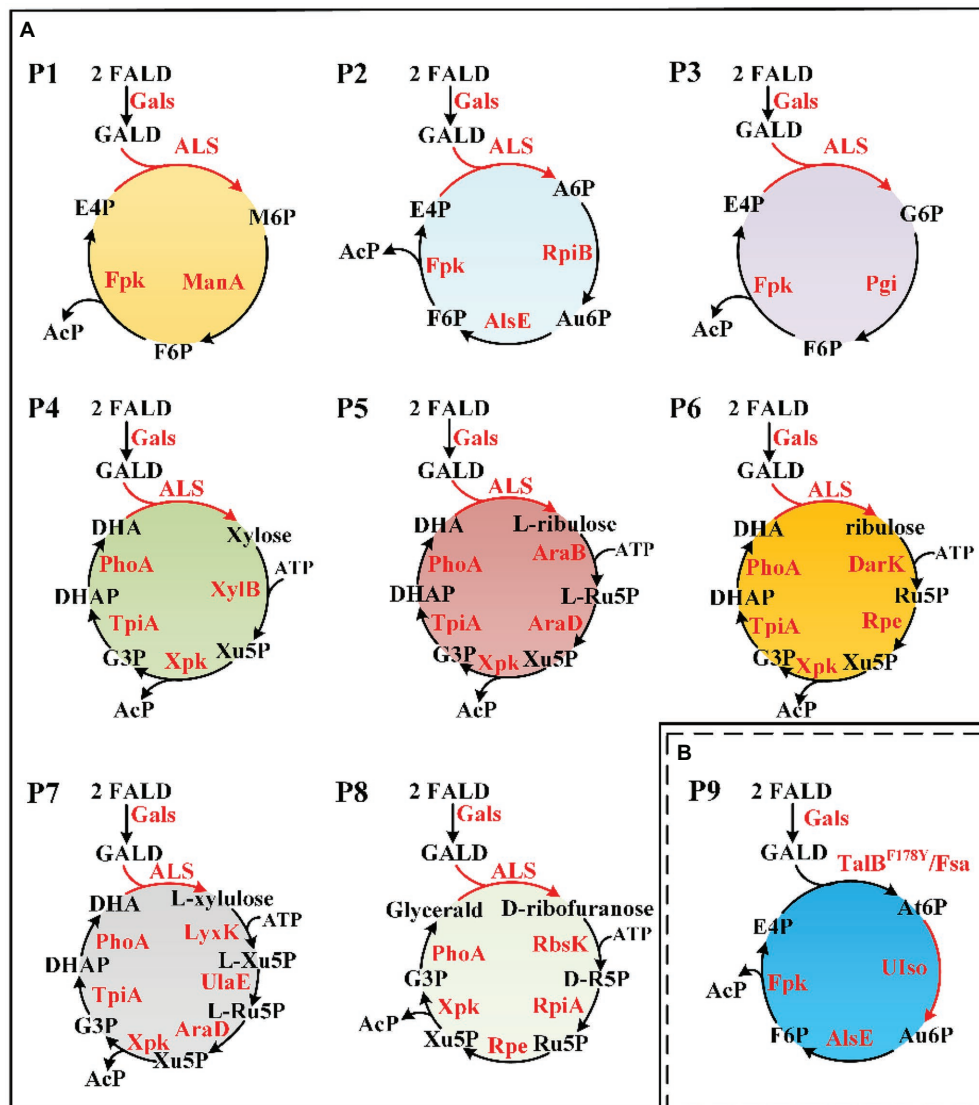 A
P1
2 FALD
Gals
GALD
ALS
E4P
M6P
Fpk
ManA
AcP
F6P
P2
2 FALD
Gals
GALD
ALS
E4P
A6P
AcP
Fpk
RpiB
F6P
AlsE
Au6P
P3
2 FALD
Gals
GALD
ALS
E4P
G6P
Fpk
Pgi
AcP
F6P
P4
2 FALD
Gals
GALD
ALS
DHA
Xylose
PhoA
XylB
ATP
DHAP
TpiA
G3P
Xpk
Xu5P
AcP
P5
2 FALD
Gals
GALD
ALS
DHA
L-ribulose
PhoA
AraB
ATP
DHAP
L-Ru5P
TpiA
AraD
G3P
Xpk
Xu5P
AcP
P6
2 FALD
Gals
GALD
ALS
DHA
ribulose
PhoA
DarK
ATP
DHAP
Ru5P
TpiA
Rpe
G3P
Xpk
Xu5P
AcP
P7
2 FALD
Gals
GALD
ALS
DHA
L-xylulose
PhoA
LyxK
ATP
DHAP
L-Xu5P
TpiA
UlaE
L-Ru5P
G3P
AraD
Xpk
Xu5P
AcP
P8
2 FALD
Gals
GALD
ALS
Glycerald
D-ribofuranose
PhoA
RbsK
ATP
G3P
D-R5P
Xpk
RpiA
AcP
Xu5P
Rpe
Ru5P
B
P9
2 FALD
Gals
GALD
TalB^F178Y/Fsa
E4P
At6P
AcP
Fpk
UIso
F6P
AlsE
Au6P